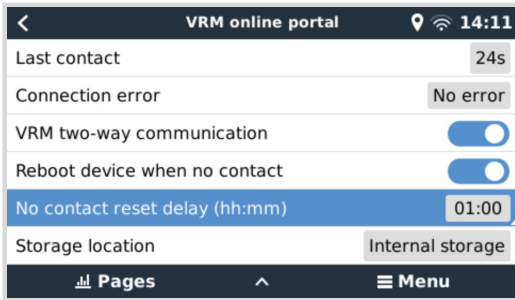 VRM online portal 14:11
Last contact 24s
Connection error No error
VRM two-way communication
Reboot device when no contact
No contact reset delay (hh:mm) 01:00
Storage location Internal storage
Pages Menu